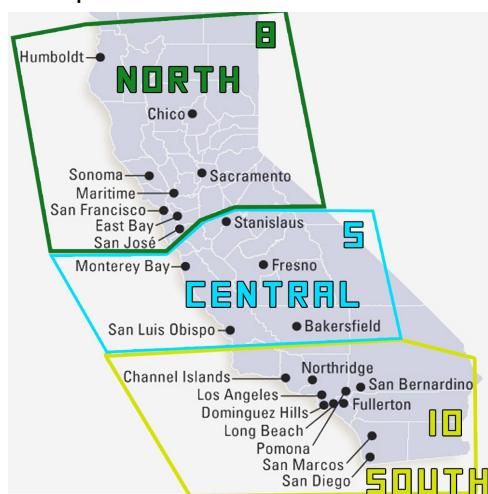 8
Humboldt
NORTH
Chico
Sonoma
Sacramento
Maritime
San Francisco
East Bay
San José
Stanislaus
5
Monterey Bay
Fresno
CENTRAL
San Luis Obispo
Bakersfield
Northridge
Channel Islands
San Bernardino
Los Angeles
Dominguez Hills
Fullerton
Long Beach
10
Pomona
San Marcos
San Diego
SOUTH